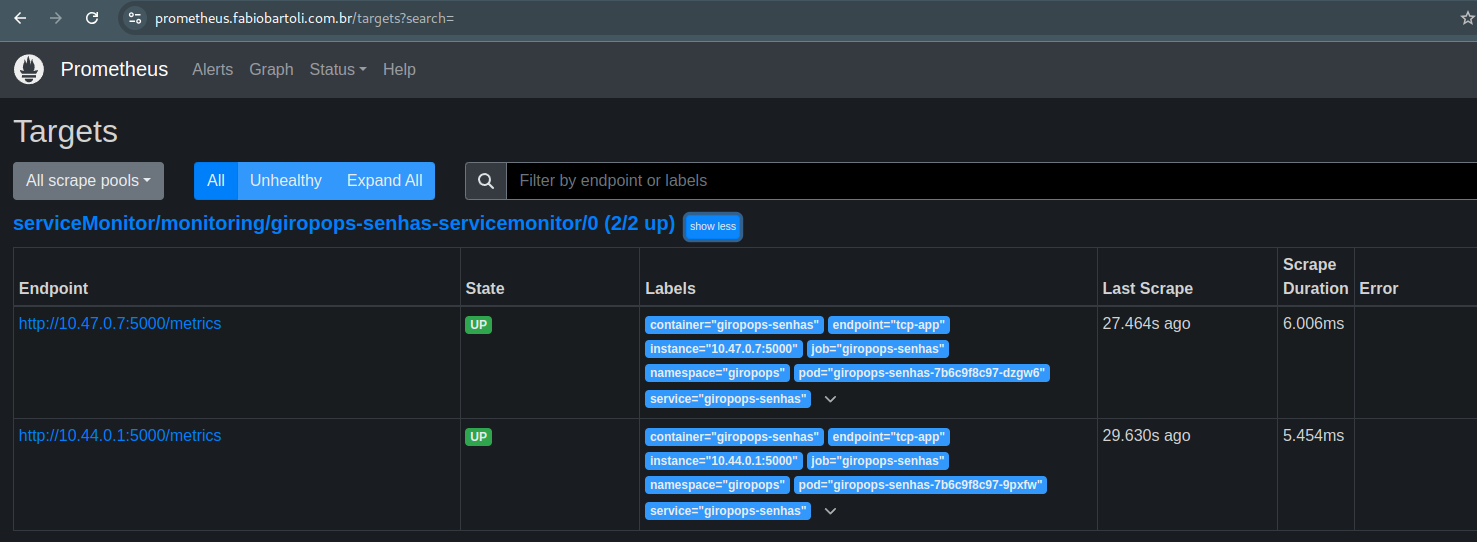 prometheus.fabiobartoli.com.br/targets?search=
Prometheus Alerts Graph Status Help
Targets
All scrape pools All Unhealthy Expand All Filter by endpoint or labels
serviceMonitor/monitoring/giropops-senhas-servicemonitor/0 (2/2 up) show less
Endpoint State Labels Last Scrape Scrape Duration Error
http://10.47.0.7:5000/metrics UP container="giropops-senhas" endpoint="tcp-app" 27.464s ago 6.006ms
instance="10.47.0.7:5000" job="giropops-senhas"
namespace="giropops" pod="giropops-senhas-7b6c9f8c97-dzgw6"
service="giropops-senhas"
http://10.44.0.1:5000/metrics UP container="giropops-senhas" endpoint="tcp-app" 29.630s ago 5.454ms
instance="10.44.0.1:5000" job="giropops-senhas"
namespace="giropops" pod="giropops-senhas-7b6c9f8c97-9pxfw"
service="giropops-senhas"